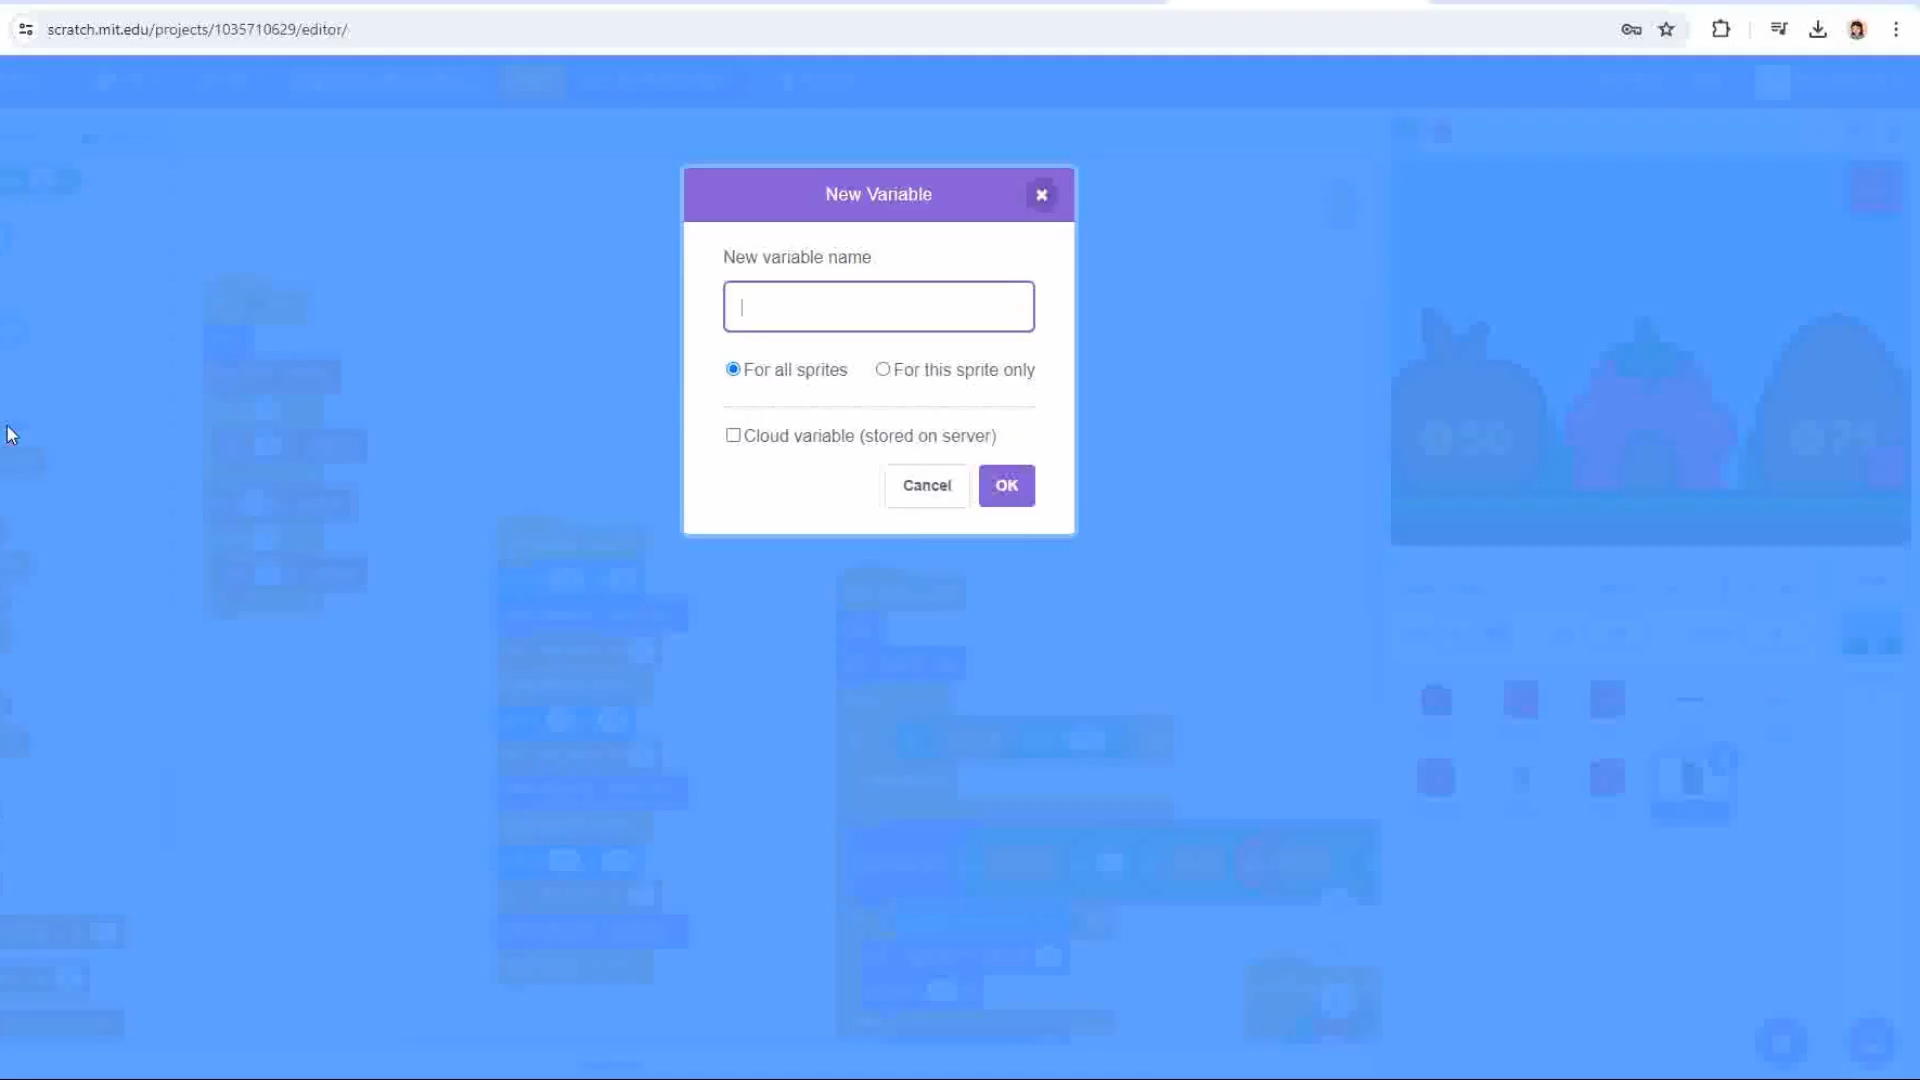 scratch.mit.edu/projects/1035710629/editor/
New Variable
New variable name
For all sprites
For this sprite only
Cloud variable (stored on server)
Cancel
OK